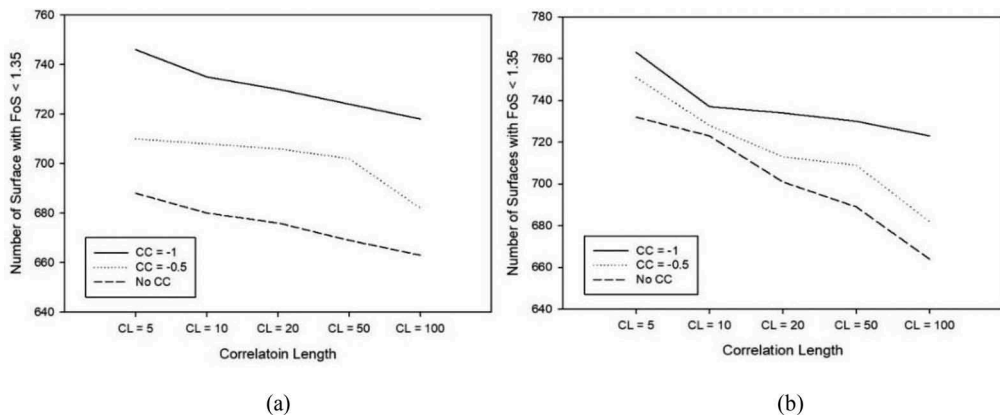 760
740
720
700
680
660
640
Number of Surface with FoS < 1.35
CC = -1
CC = -0.5
No CC
CL = 5
CL = 10
CL = 20
CL = 50
CL = 100
Correlatoin Length
(a)
780
760
740
720
700
680
660
640
Number of Surfaces with FoS < 1.35
CC = -1
CC = -0.5
No CC
CL = 5
CL = 10
CL = 20
CL = 50
CL = 100
Correlation Length
(b)